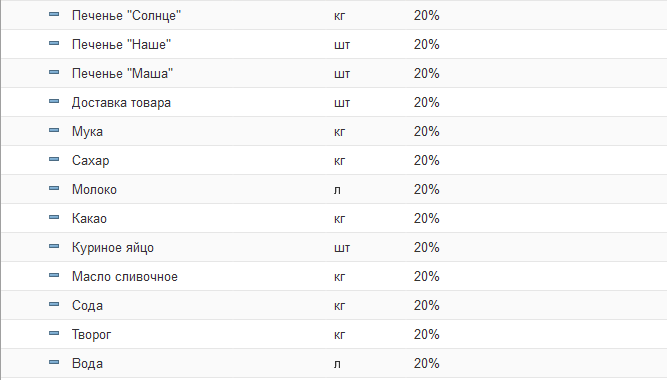 Печенье "Солнце" кг 20%
Печенье "Наше" шт 20%
Печенье "Маша" шт 20%
Доставка товара шт 20%
Мука кг 20%
Сахар кг 20%
Молоко л 20%
Какао кг 20%
Куриное яйцо шт 20%
Масло сливочное кг 20%
Сода кг 20%
Творог кг 20%
Вода л 20%